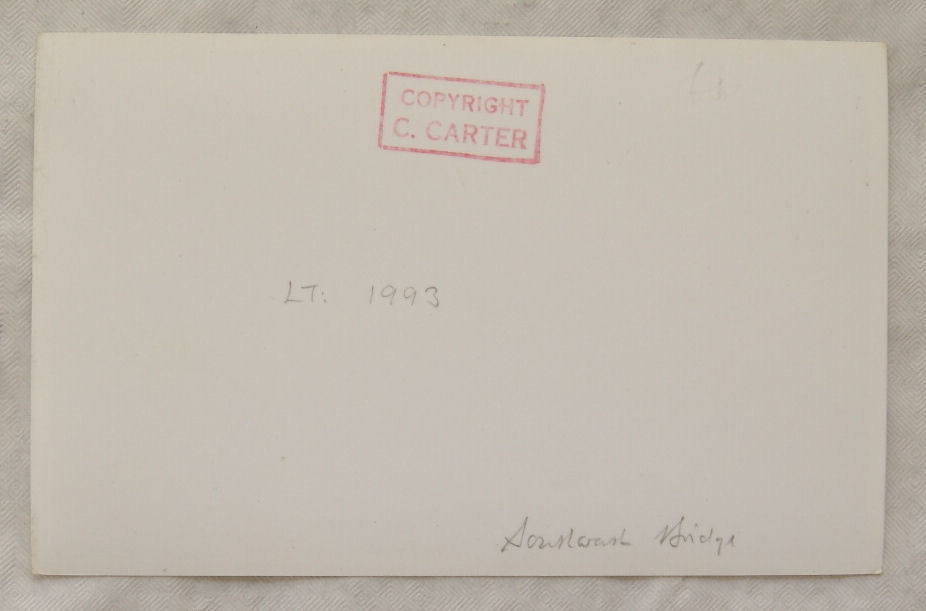 COPYRIGHT
C. CARTER
LT: 1993
Southwark Bridge